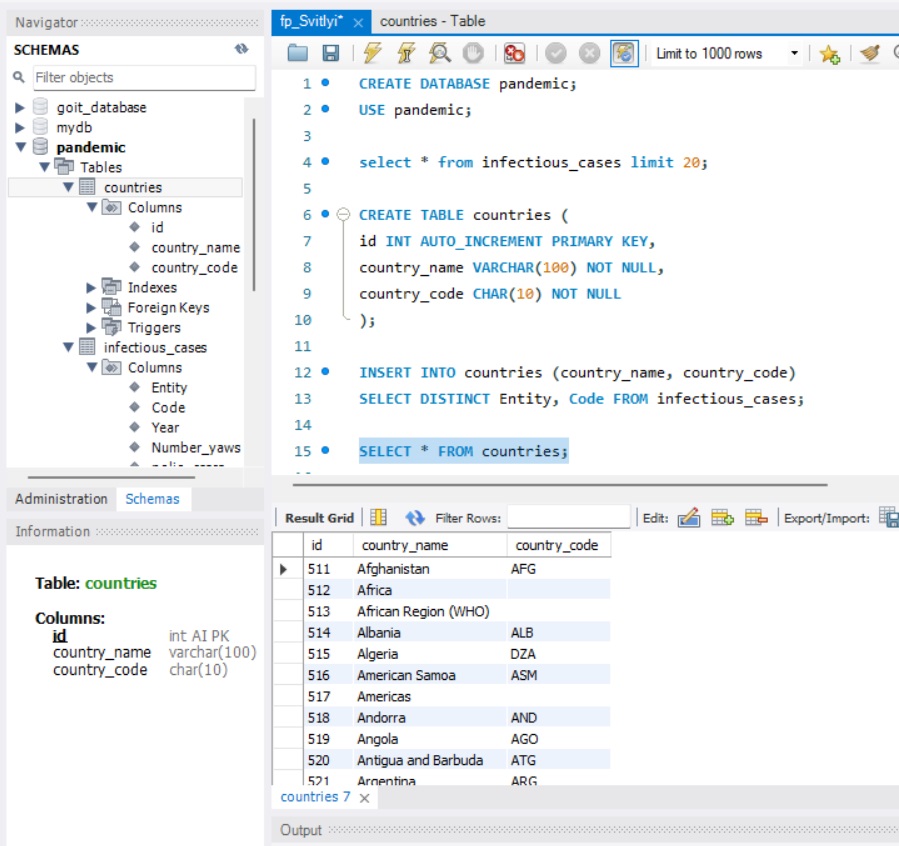 Navigator
SCHEMAS
Filter objects
goit_database
mydb
pandemic
Tables
countries
Columns
id
country_name
country_code
Indexes
Foreign Keys
Triggers
infectious_cases
Columns
Entity
Code
Year
Number_yaws
Administration Schemas
Information
Table: countries
Columns:
id int AI PK
country_name varchar(100)
country_code char(10)
fp_Svitlyi* countries - Table
Limit to 1000 rows
1 CREATE DATABASE pandemic;
2 USE pandemic;
3
4 select * from infectious_cases limit 20;
5
6 CREATE TABLE countries (
7 id INT AUTO_INCREMENT PRIMARY KEY,
8 country_name VARCHAR(100) NOT NULL,
9 country_code CHAR(10) NOT NULL
10 );
11
12 INSERT INTO countries (country_name, country_code)
13 SELECT DISTINCT Entity, Code FROM infectious_cases;
14
15 SELECT * FROM countries;
Result Grid Filter Rows: Edit: Export/Import:
id country_name country_code
511 Afghanistan AFG
512 Africa
513 African Region (WHO)
514 Albania ALB
515 Algeria DZA
516 American Samoa ASM
517 Americas
518 Andorra AND
519 Angola AGO
520 Antigua and Barbuda ATG
521 Argentina ARG
countries 7
Output